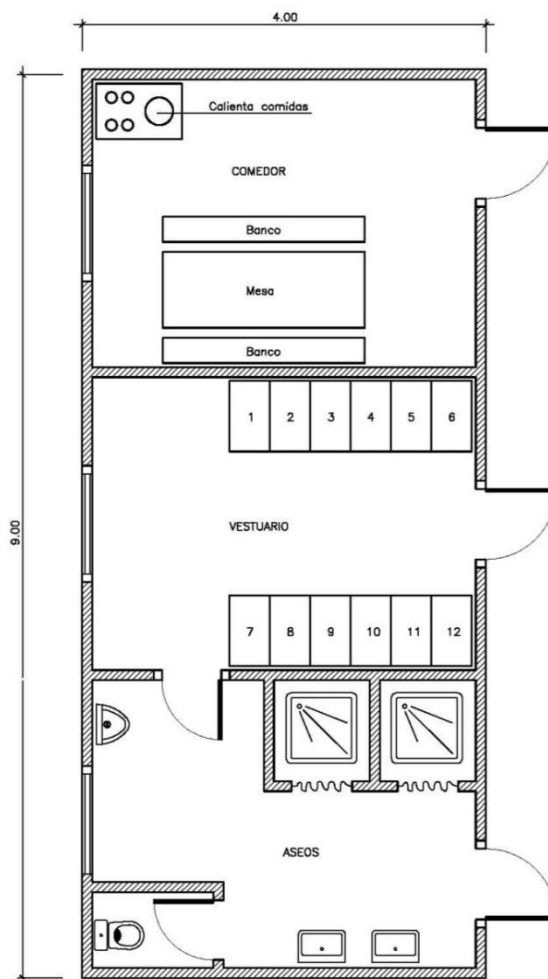 4.00
Calienta comidas
COMEDOR
Banco
Mesa
Banco
1 2 3 4 5 6
9.00
VESTUARIO
7 8 9 10 11 12
ASEOS